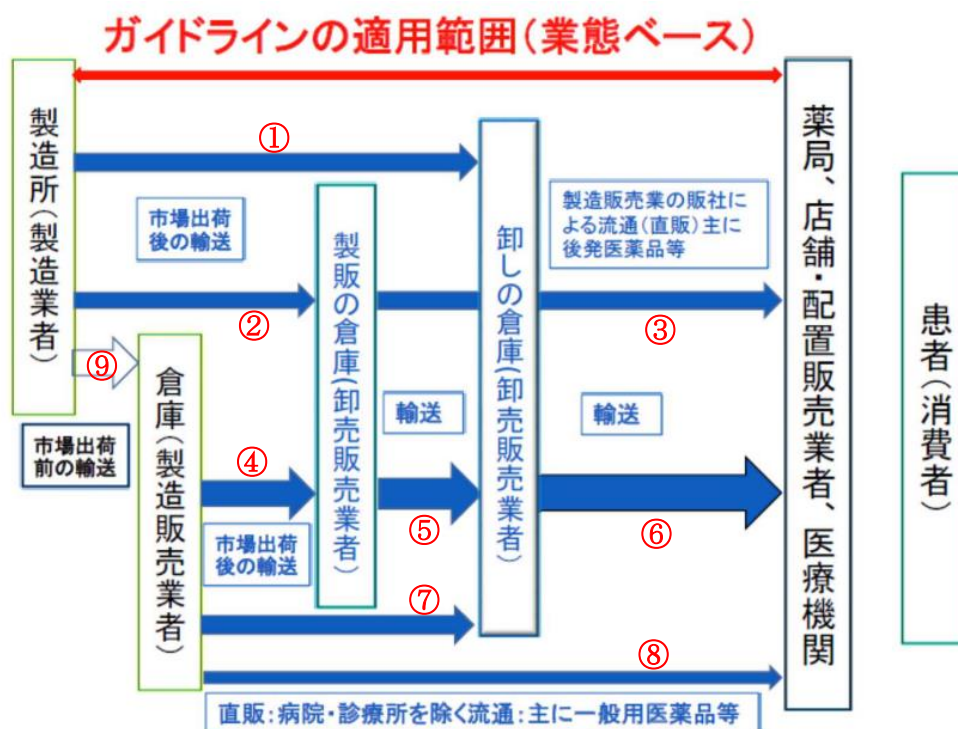 ガイドラインの適用範囲(業態ベース)
製造所(製造業者)
①
市場出荷
後の輸送
②
⑨
市場出荷
前の輸送
倉庫(製造販売業者)
④
市場出荷
後の輸送
製販の倉庫(卸売販売業者)
輸送
⑤
⑦
卸しの倉庫(卸売販売業者)
製造販売業の販社に
よる流通(直販)主に
後発医薬品等
③
輸送
⑥
⑧
直販:病院・診療所を除く流通:主に一般用医薬品等
薬局、店舗・配置販売業者、医療機関
患者(消費者)